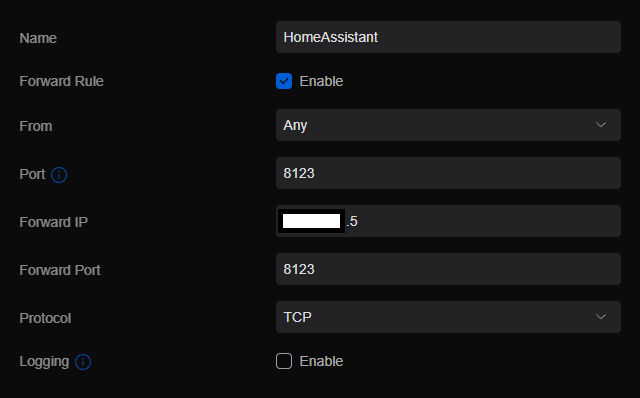 Name HomeAssistant
Forward Rule Enable
From Any
Port 8123
Forward IP .5
Forward Port 8123
Protocol TCP
Logging Enable